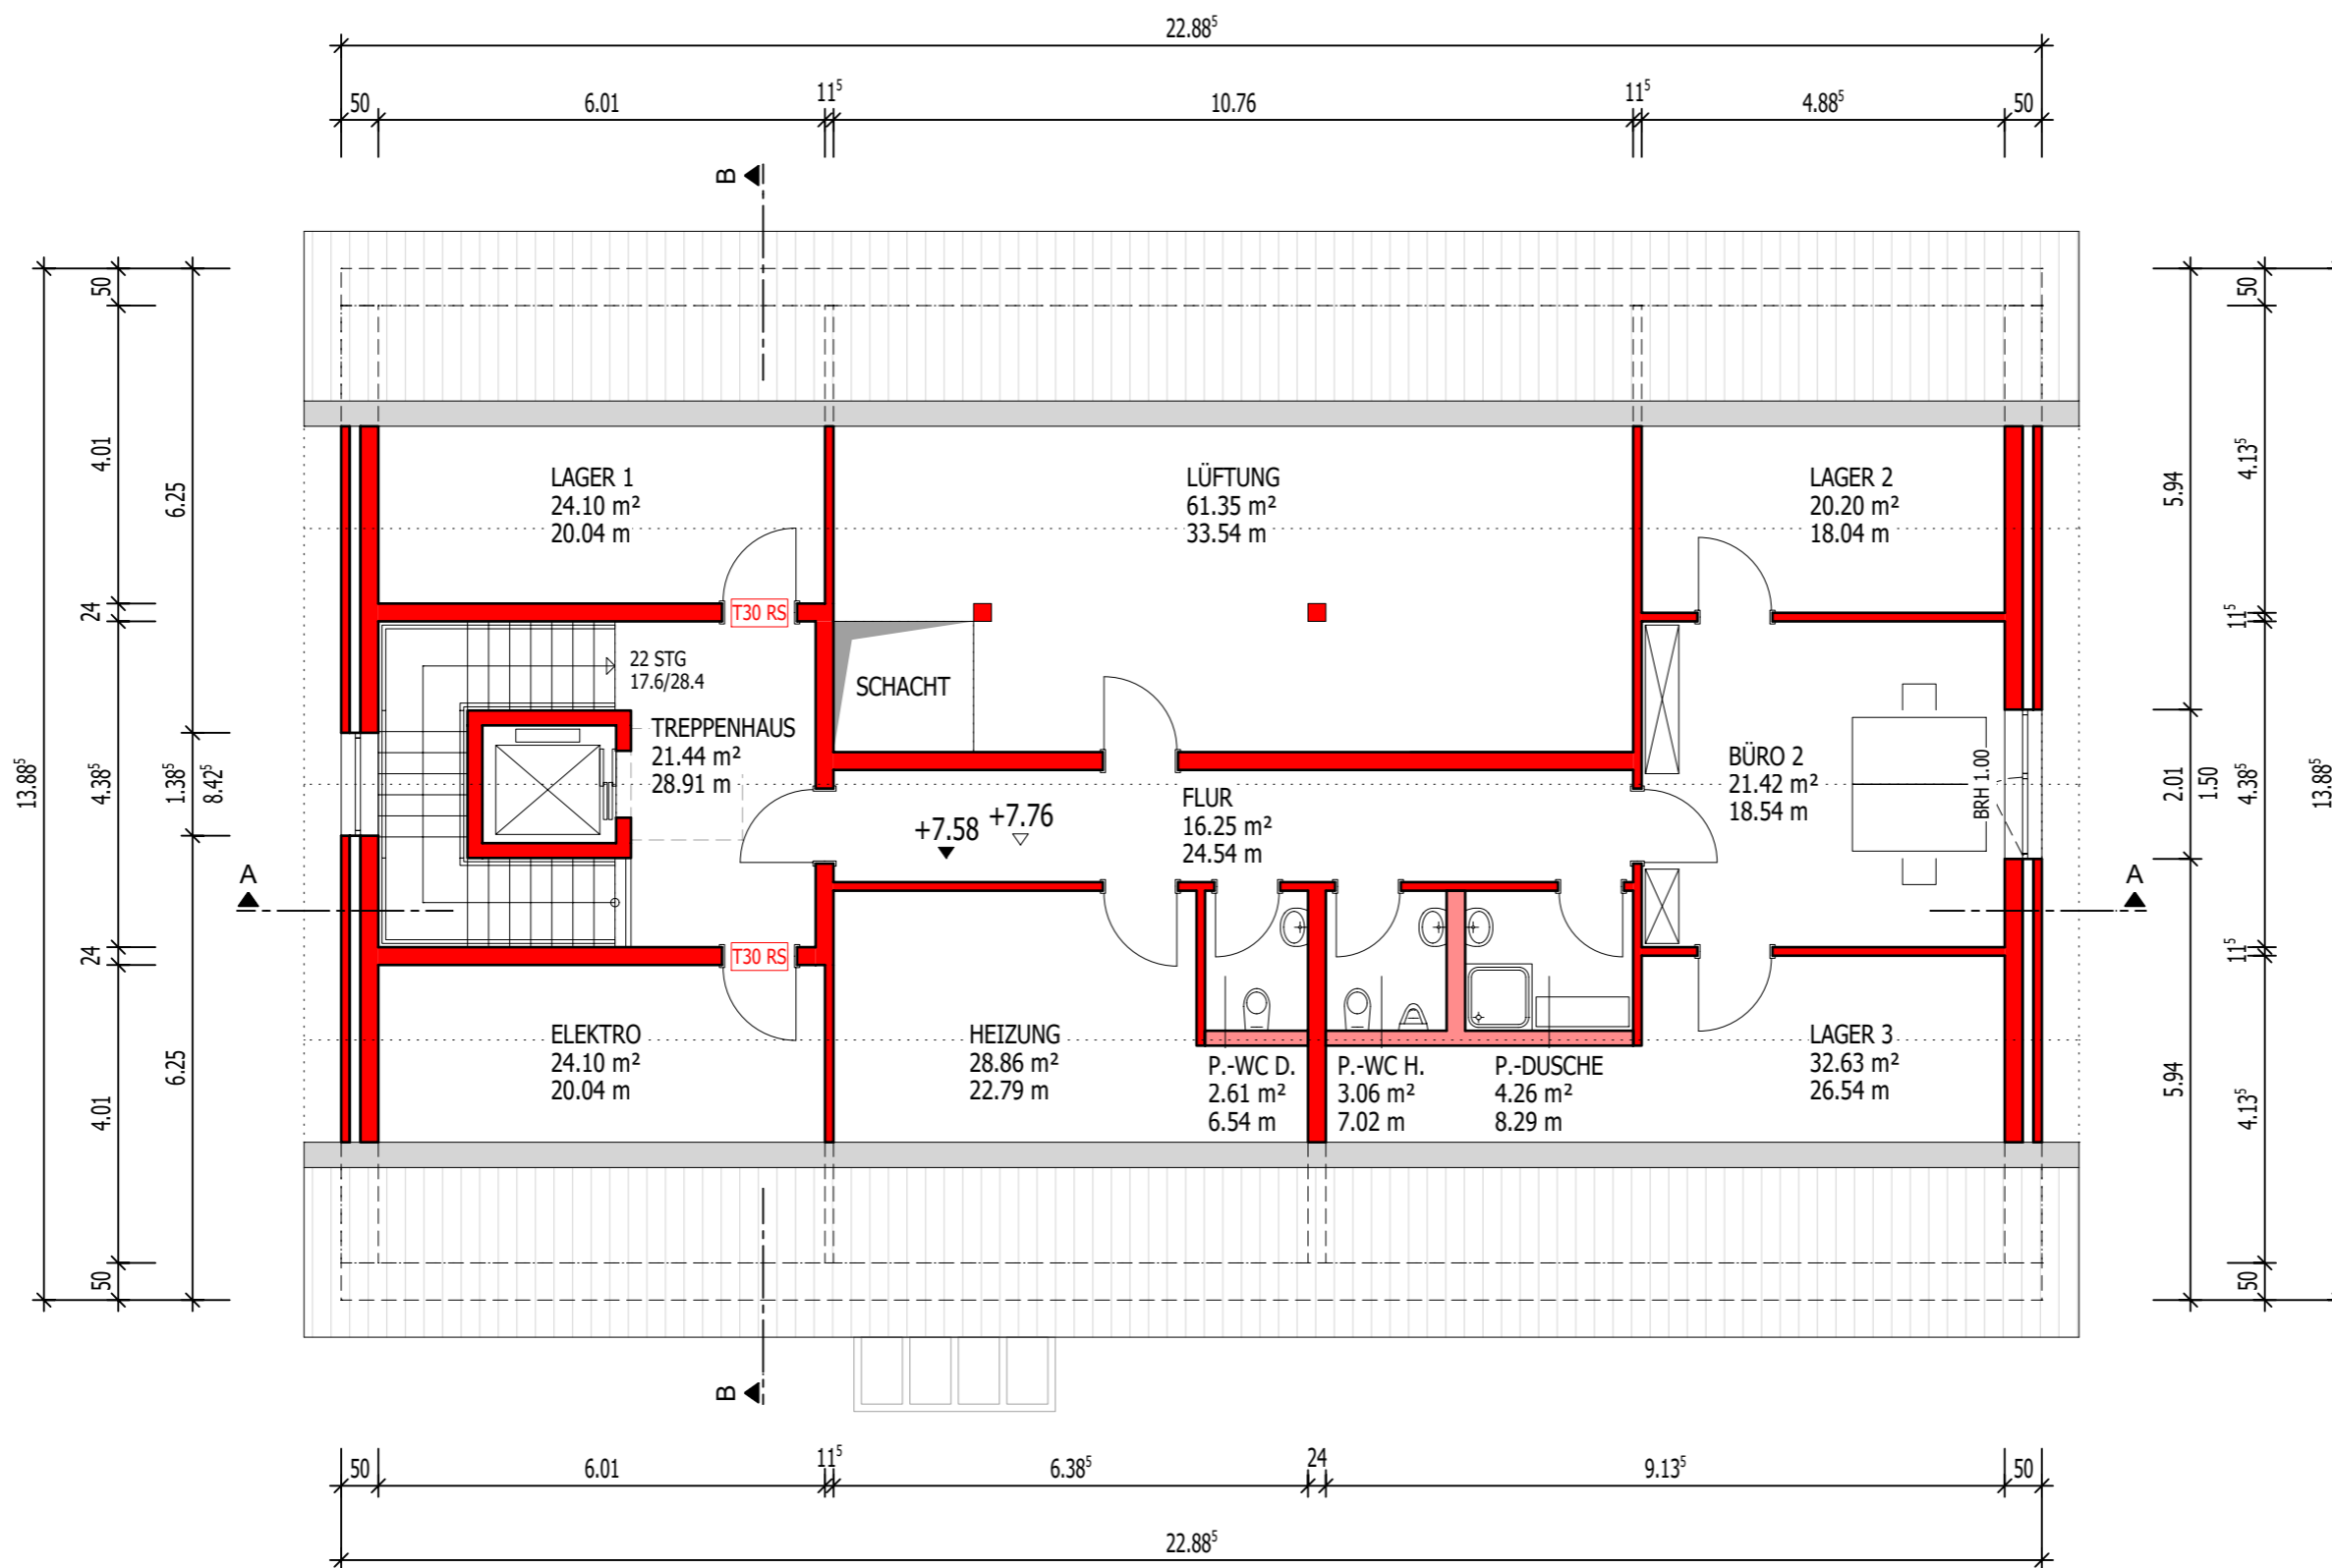 22.88⁵
50 6.01 11⁵ 10.76 11⁵ 4.88⁵ 50
B
13.88⁵
50 4.01 24 4.38⁵ 24 4.01 50
6.25 1.38⁵ 8.42⁵ 6.25
LAGER 1
24.10 m²
20.04 m
LÜFTUNG
61.35 m²
33.54 m
LAGER 2
20.20 m²
18.04 m
T30 RS
22 STG
17.6/28.4
SCHACHT
TREPPENHAUS
21.44 m²
28.91 m
BÜRO 2
21.42 m²
18.54 m
BRH 1.00
FLUR
16.25 m²
24.54 m
+7.58 +7.76
A
A
T30 RS
ELEKTRO
24.10 m²
20.04 m
HEIZUNG
28.86 m²
22.79 m
P.-WC D.
2.61 m²
6.54 m
P.-WC H.
3.06 m²
7.02 m
P.-DUSCHE
4.26 m²
8.29 m
LAGER 3
32.63 m²
26.54 m
5.94 2.01 1.50 5.94
50 4.13⁵ 11⁵ 4.38⁵ 11⁵ 4.13⁵ 50
13.88⁵
B
50 6.01 11⁵ 6.38⁵ 24 9.13⁵ 50
22.88⁵